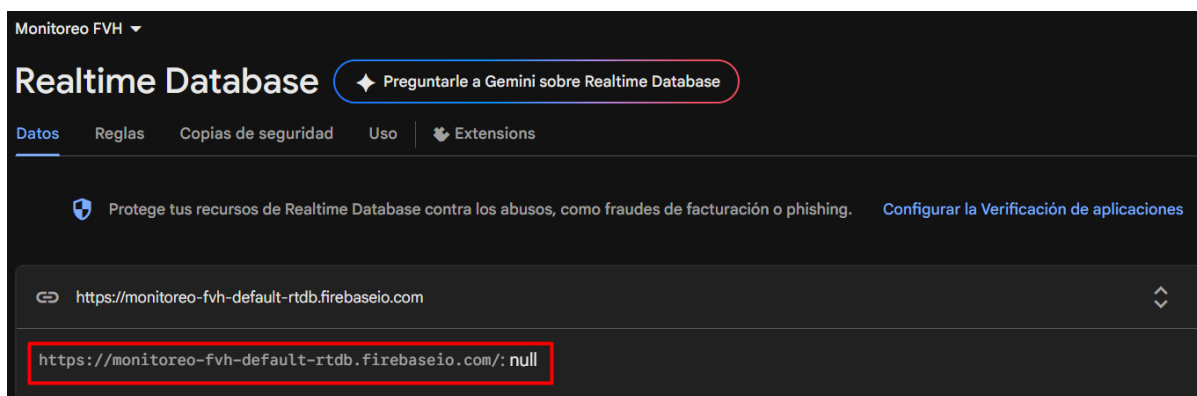 Monitoreo FVH
Realtime Database
Preguntarle a Gemini sobre Realtime Database
Datos Reglas Copias de seguridad Uso Extensions
Protege tus recursos de Realtime Database contra los abusos, como fraudes de facturación o phishing. Configurar la Verificación de aplicaciones
https://monitoreo-fvh-default-rtdb.firebaseio.com
https://monitoreo-fvh-default-rtdb.firebaseio.com/: null